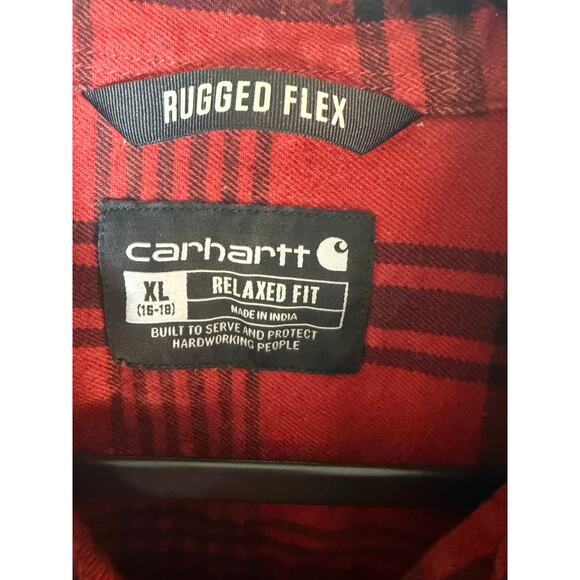 RUGGED FLEX
carhartt
XL
(16-18)
RELAXED FIT
MADE IN INDIA
BUILT TO SERVE AND PROTECT
HARDWORKING PEOPLE